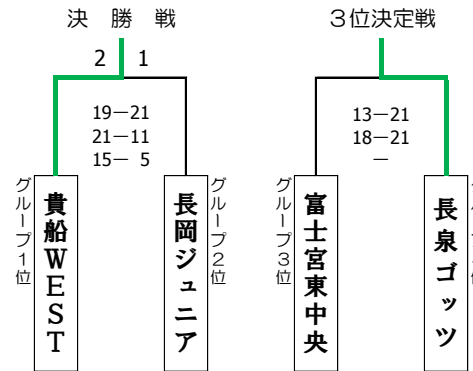 決 勝 戦
2 1
19－21
21－11
15－ 5
グループ1位
貴船WEST
長岡ジュニア
グループ2位
3位決定戦
13－21
18－21
－
グループ3位
富士宮東中央
長泉ゴッツ